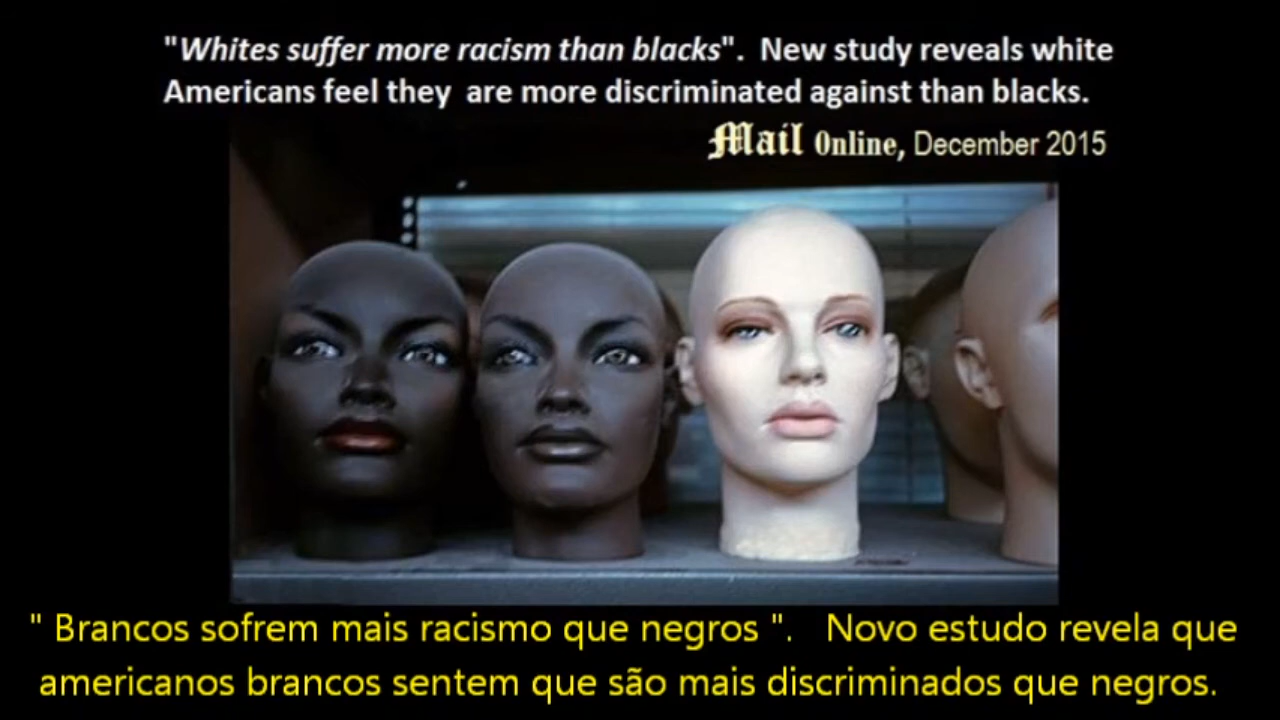 "Whites suffer more racism than blacks". New study reveals white
Americans feel they are more discriminated against than blacks.
Mail Online, December 2015
" Brancos sofrem mais racismo que negros ". Novo estudo revela que
americanos brancos sentem que são mais discriminados que negros.